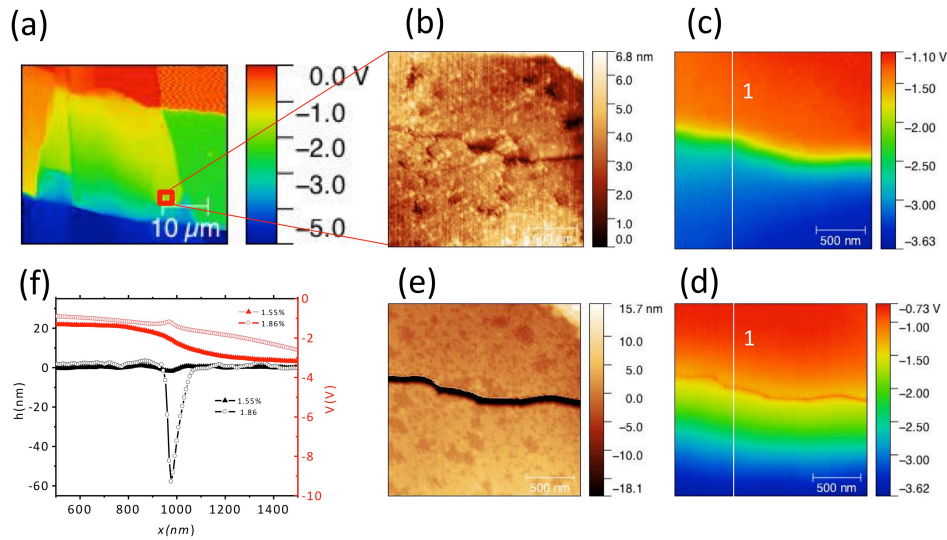 (a)
0.0 V
−1.0
−2.0
−3.0
−5.0
10 µm
(b)
6.8 nm
6.0
5.0
4.0
3.0
2.0
1.0
0.0
500 nm
(c)
1
−1.10 V
−1.50
−2.00
−2.50
−3.00
−3.63
500 nm
(f)
h(nm)
20
0
-20
-40
-60
600
800
1000
1200
1400
x(nm)
0
-2
-4
-6
-8
-10
V(V)
1.55%
1.86%
1.55%
1.86
(e)
15.7 nm
10.0
5.0
0.0
−5.0
−10.0
−18.1
500 nm
(d)
1
−0.73 V
−1.00
−1.50
−2.00
−2.50
−3.00
−3.62
500 nm